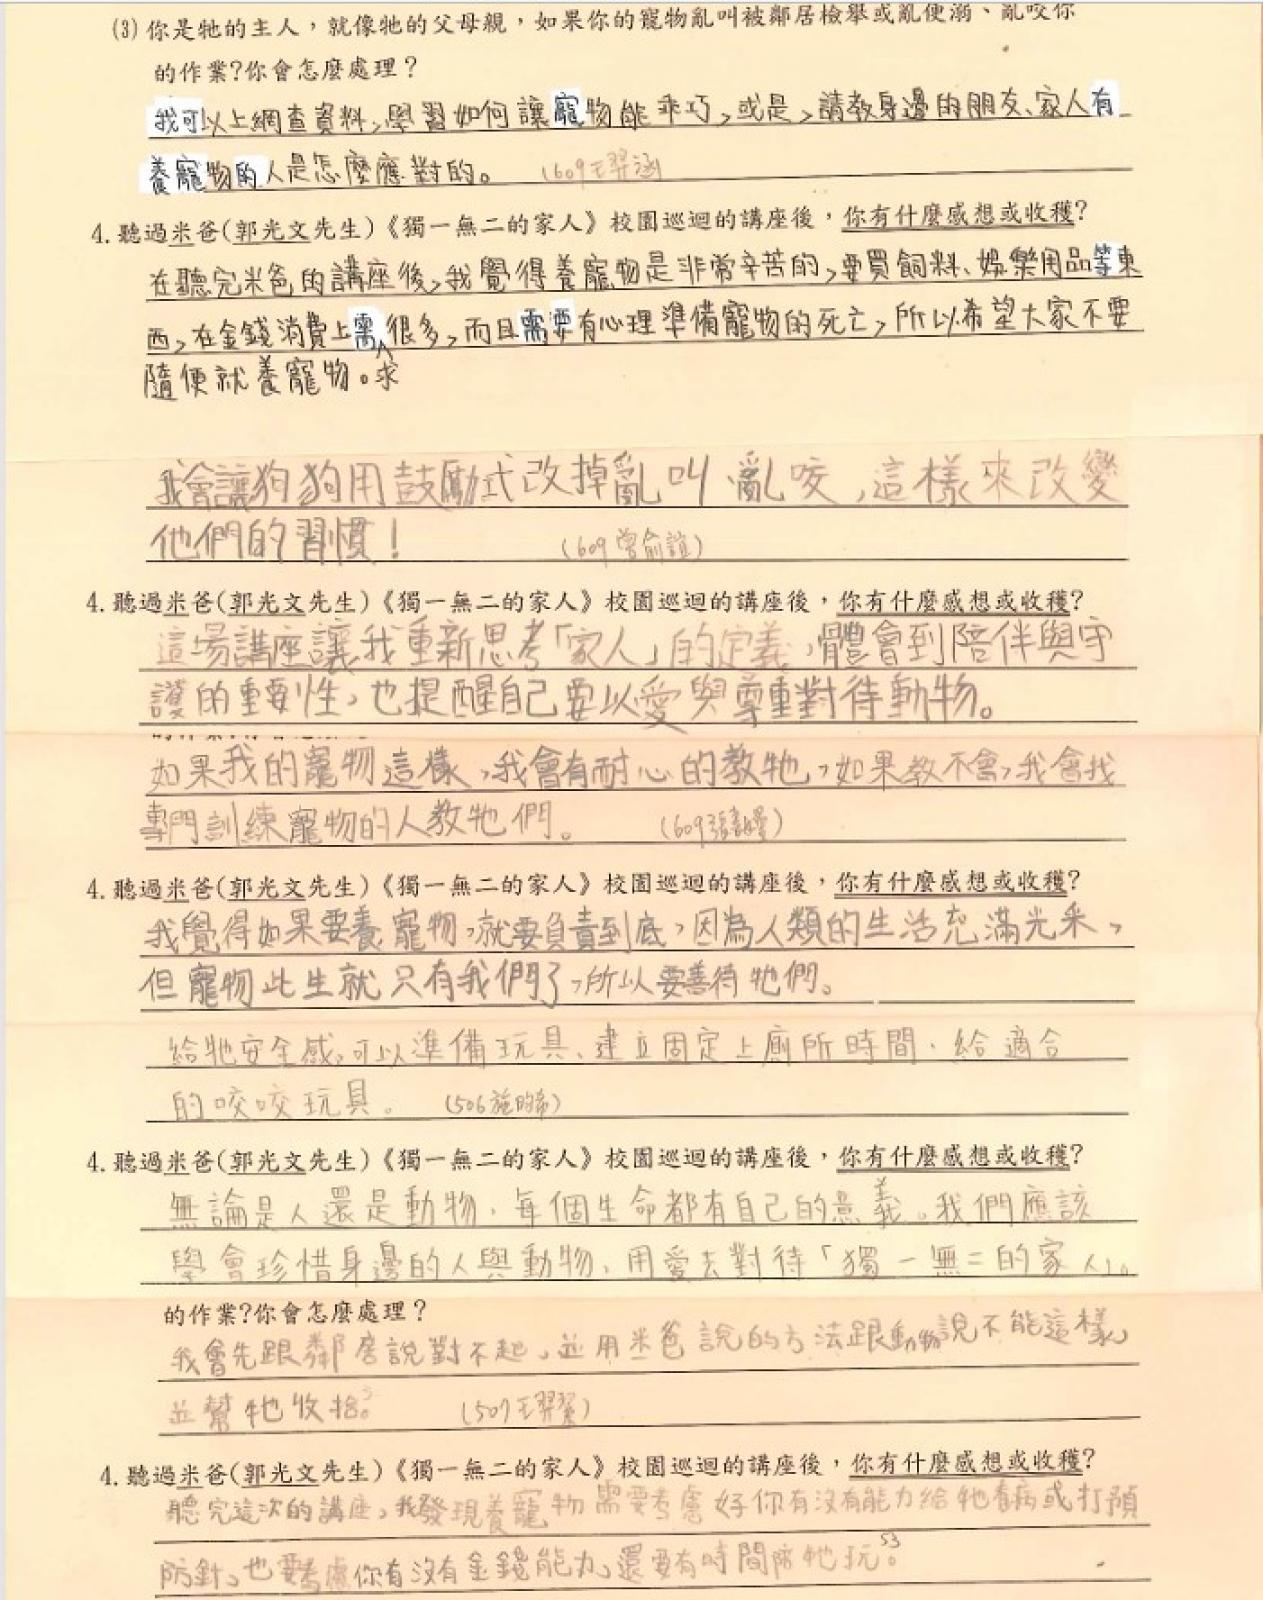 (3) 你是牠的主人，就像牠的父母親，如果你的寵物亂叫被鄰居檢舉或亂便溺、亂咬你
的作業?你會怎麼處理？
我可以上網查資料，學習如何讓寵物能乖巧，或是，請教身邊的朋友、家人有
養寵物的人是怎麼應對的。 (609王羿涵)
4.聽過米爸(郭光文先生)《獨一無二的家人》校園巡迴的講座後，你有什麼感想或收穫?
在聽完米爸的講座後，我覺得養寵物是非常辛苦的，要買飼料、娛樂用品等東
西，在金錢消費上需求很多，而且需要有心理準備寵物的死亡，所以希望大家不要
隨便就養寵物。
我會讓狗狗用鼓勵式改掉亂叫、亂咬，這樣來改變
他們的習慣！ (609曾俞誼)
4.聽過米爸(郭光文先生)《獨一無二的家人》校園巡迴的講座後，你有什麼感想或收穫?
這場講座讓我重新思考「家人」的定義，體會到陪伴與守
護的重要性，也提醒自己要以愛與尊重對待動物。
如果我的寵物這樣，我會有耐心的教牠，如果教不會，我會找
專門訓練寵物的人教牠們。 (609張
4.聽過米爸(郭光文先生)《獨一無二的家人》校園巡迴的講座後，你有什麼感想或收穫?
我覺得如果要養寵物，就要負責到底，因為人類的生活充滿光釆，
但寵物此生就只有我們了，所以要善待牠們。
給牠安全感，可以準備玩具、建立固定上廁所時間、給適合
的咬咬玩具。 (506施
4.聽過米爸(郭光文先生)《獨一無二的家人》校園巡迴的講座後，你有什麼感想或收穫?
無論是人還是動物，每個生命都有自己的意義。我們應該
學會珍惜身邊的人與動物，用愛去對待「獨一無二的家人」。
的作業?你會怎麼處理？
我會先跟鄰居說對不起，並用米爸說的方法跟動物說不能這樣，
並幫牠收拾。 (507王羿
4.聽過米爸(郭光文先生)《獨一無二的家人》校園巡迴的講座後，你有什麼感想或收穫?
聽完這次的講座，我發現養寵物需要考慮好你有沒有能力給牠看病或打預
防針，也要考慮你有沒有金錢能力，還要有時間陪牠玩。53